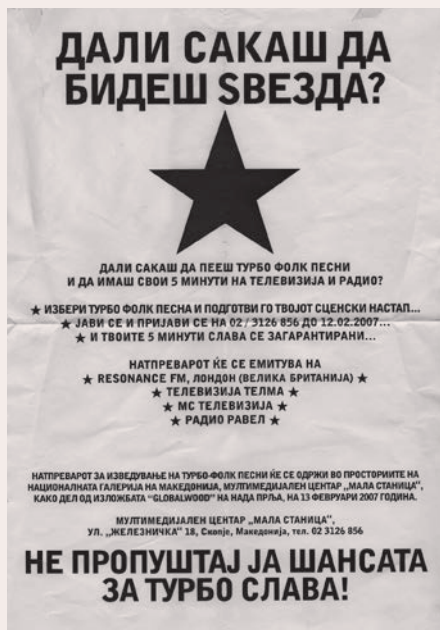 ДАЛИ САКАШ ДА
БИДЕШ ЅВЕЗДА?
ДАЛИ САКАШ ДА ПЕЕШ ТУРБО ФОЛК ПЕСНИ
И ДА ИМАШ СВОИ 5 МИНУТИ НА ТЕЛЕВИЗИЈА И РАДИО?
★ ИЗБЕРИ ТУРБО ФОЛК ПЕСНА И ПОДГОТВИ ГО ТВОЈОТ СЦЕНСКИ НАСТАП...
★ ЈАВИ СЕ И ПРИЈАВИ СЕ НА 02 / 3126 856 ДО 12.02.2007...
★ И ТВОИТЕ 5 МИНУТИ СЛАВА СЕ ЗАГАРАНТИРАНИ...
НАТПРЕВАРОТ ЌЕ СЕ ЕМИТУВА НА
★ RESONANCE FM, ЛОНДОН (ВЕЛИКА БРИТАНИЈА) ★
★ ТЕЛЕВИЗИЈА ТЕЛМА ★
★ МС ТЕЛЕВИЗИЈА ★
★ РАДИО РАВЕЛ ★
НАТПРЕВАРОТ ЗА ИЗВЕДУВАЊЕ НА ТУРБО-ФОЛК ПЕСНИ ЌЕ СЕ ОДРЖИ ВО ПРОСТОРИИТЕ НА
НАЦИОНАЛНАТА ГАЛЕРИЈА НА МАКЕДОНИЈА, МУЛТИМЕДИЈАЛЕН ЦЕНТАР „МАЛА СТАНИЦА",
КАКО ДЕЛ ОД ИЗЛОЖБАТА "GLOBALWOOD" НА НАДА ПРЉА, НА 13 ФЕВРУАРИ 2007 ГОДИНА.
МУЛТИМЕДИЈАЛЕН ЦЕНТАР „МАЛА СТАНИЦА",
УЛ. „ЖЕЛЕЗНИЧКА" 18, Скопје, Македонија, тел. 02 3126 856
НЕ ПРОПУШТАЈ ЈА ШАНСАТА
ЗА ТУРБО СЛАВА!